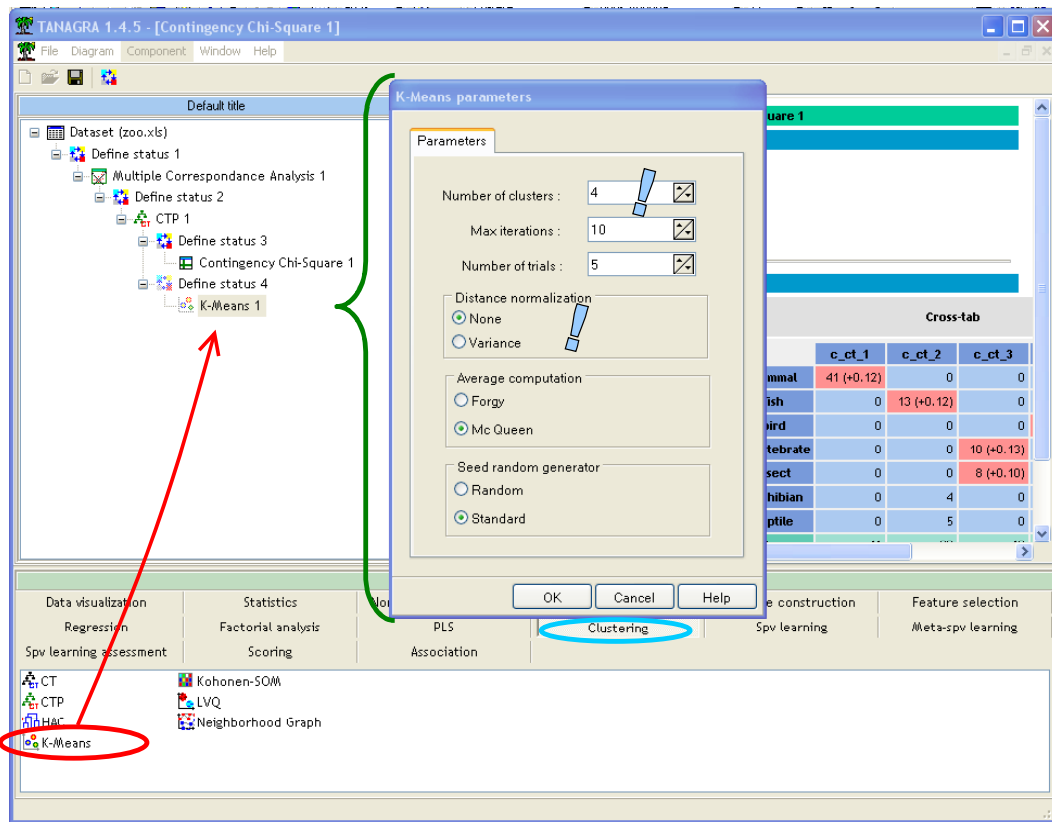 TANAGRA 1.4.5 - [Contingency Chi-Square 1]
File Diagram Component Window Help
Default title
Dataset (zoo.xls)
Define status 1
Multiple Correspondance Analysis 1
Define status 2
CTP 1
Define status 3
Contingency Chi-Square 1
Define status 4
K-Means 1
K-Means parameters
Parameters
Number of clusters : 4
Max iterations : 10
Number of trials : 5
Distance normalization
None
Variance
Average computation
Forgy
Mc Queen
Seed random generator
Random
Standard
OK Cancel Help
uare 1
Cross-tab
c_ct_1 c_ct_2 c_ct_3
mmal 41 (+0.12) 0 0
ish 0 13 (+0.12) 0
bird 0 0 0
tebrate 0 0 10 (+0.13)
sect 0 0 8 (+0.10)
hibian 0 4 0
ptile 0 5 0
Data visualization Statistics Non e construction Feature selection
Regression Factorial analysis PLS Clustering Spv learning Meta-spv learning
Spv learning assessment Scoring Association
CT Kohonen-SOM
CTP LVQ
HAC Neighborhood Graph
K-Means